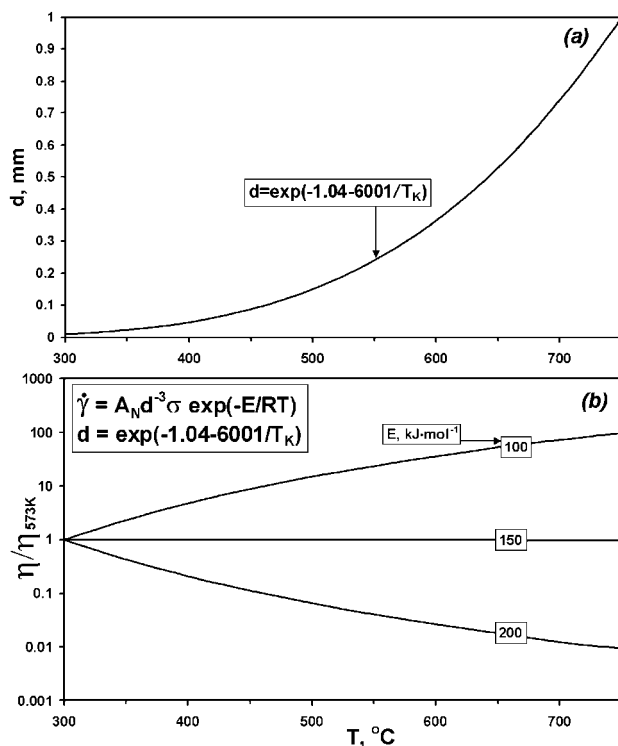 (a)
1
0.9
0.8
0.7
0.6
0.5
0.4
0.3
0.2
0.1
0
d, mm
d=exp(-1.04-6001/T_K)
300 400 500 600 700
(b)
1000
100
10
1
0.1
0.01
0.001
η/η_573K
γ̇ = A_N d⁻³σ exp(-E/RT)
d = exp(-1.04-6001/T_K)
E, kJ·mol⁻¹
100
150
200
300 400 500 600 700
T, °C